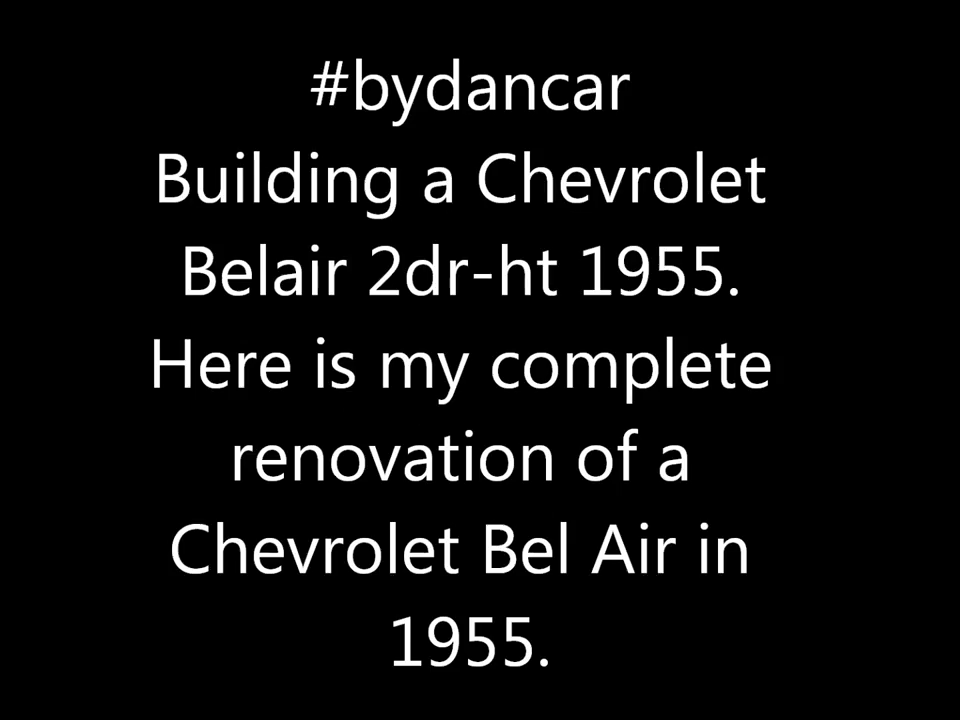 #bydancar
Building a Chevrolet
Belair 2dr-ht 1955.
Here is my complete
renovation of a
Chevrolet Bel Air in
1955.